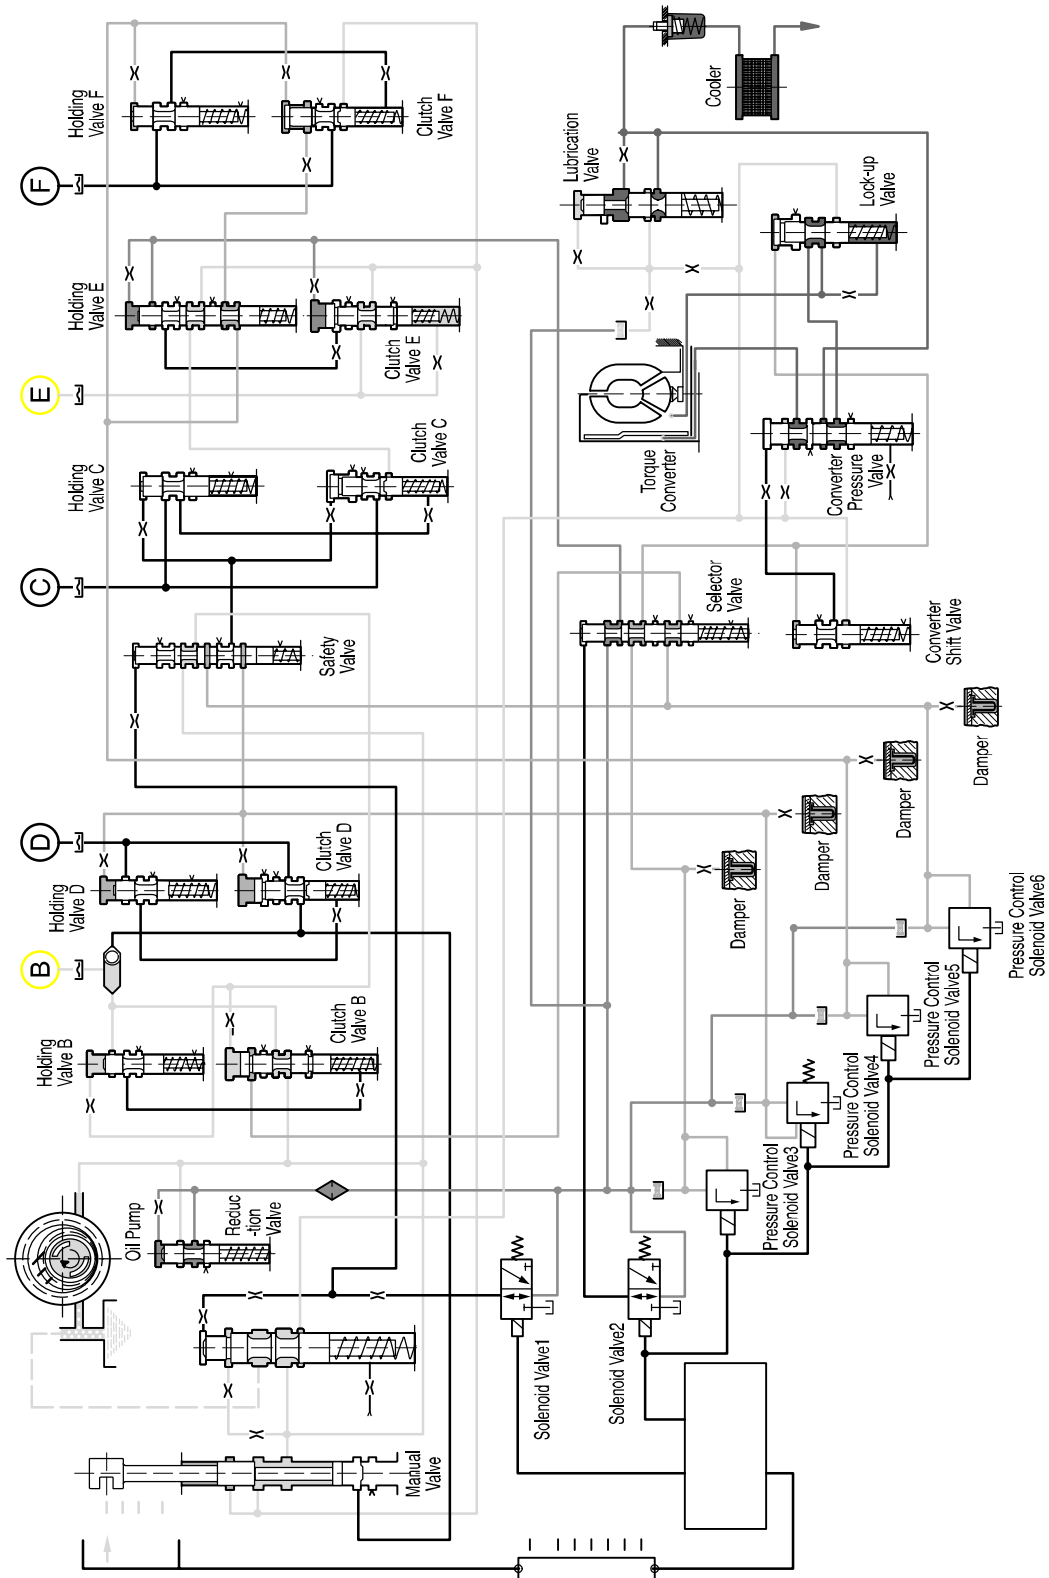 F
Holding
Valve F
Clutch
Valve F
Lubrication
Valve
Cooler
Lock-up
Valve
Holding
Valve E
E
Clutch
Valve E
Torque
Converter
Converter
Pressure
Valve
Holding
Valve C
Clutch
Valve C
C
Safety
Valve
Selector
Valve
Converter
Shift Valve
D
Holding
Valve D
Clutch
Valve D
Damper
Damper
Damper
Damper
B
Holding
Valve B
Clutch
Valve B
Pressure Control
Solenoid Valve6
Pressure Control
Solenoid Valve5
Pressure Control
Solenoid Valve4
Pressure Control
Solenoid Valve3
Oil Pump
Reduc
-tion
Valve
Solenoid Valve1
Solenoid Valve2
Manual
Valve